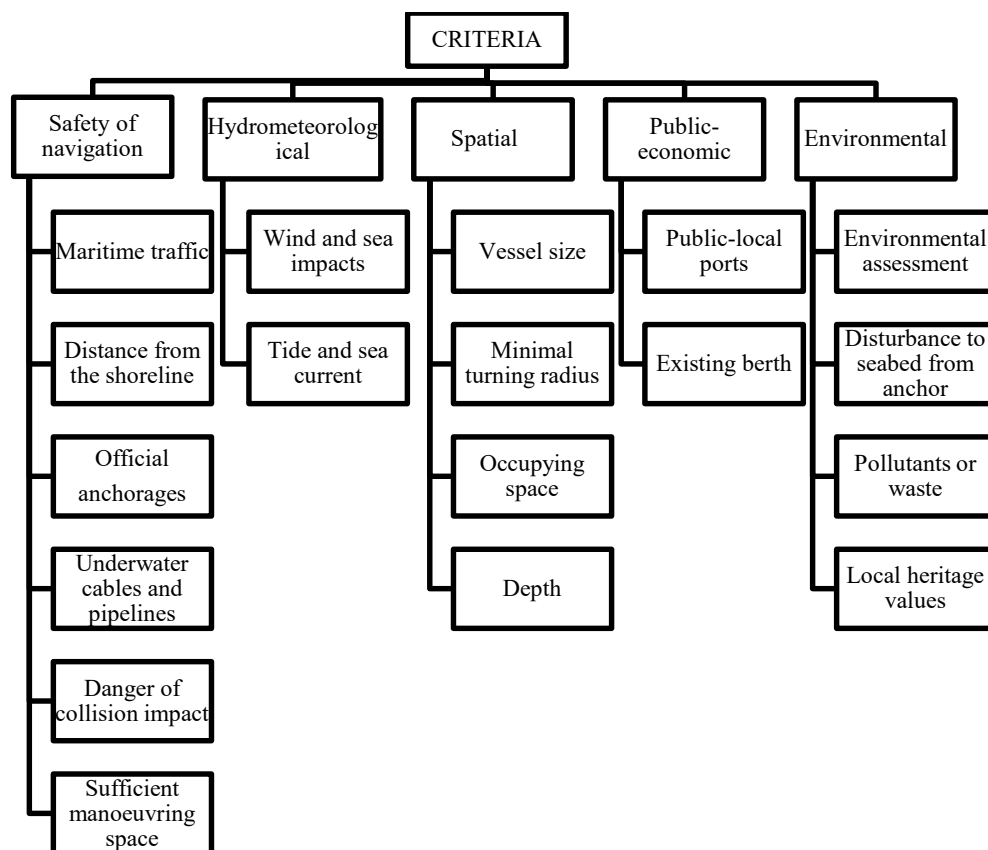 CRITERIA
Safety of
navigation
Hydrometeorolog
ical
Spatial
Public-
economic
Environmental
Maritime traffic
Distance from
the shoreline
Official
anchorages
Underwater
cables and
pipelines
Danger of
collision impact
Sufficient
manoeuvring
space
Wind and sea
impacts
Tide and sea
current
Vessel size
Minimal
turning radius
Occupying
space
Depth
Public-local
ports
Existing berth
Environmental
assessment
Disturbance to
seabed from
anchor
Pollutants or
waste
Local heritage
values